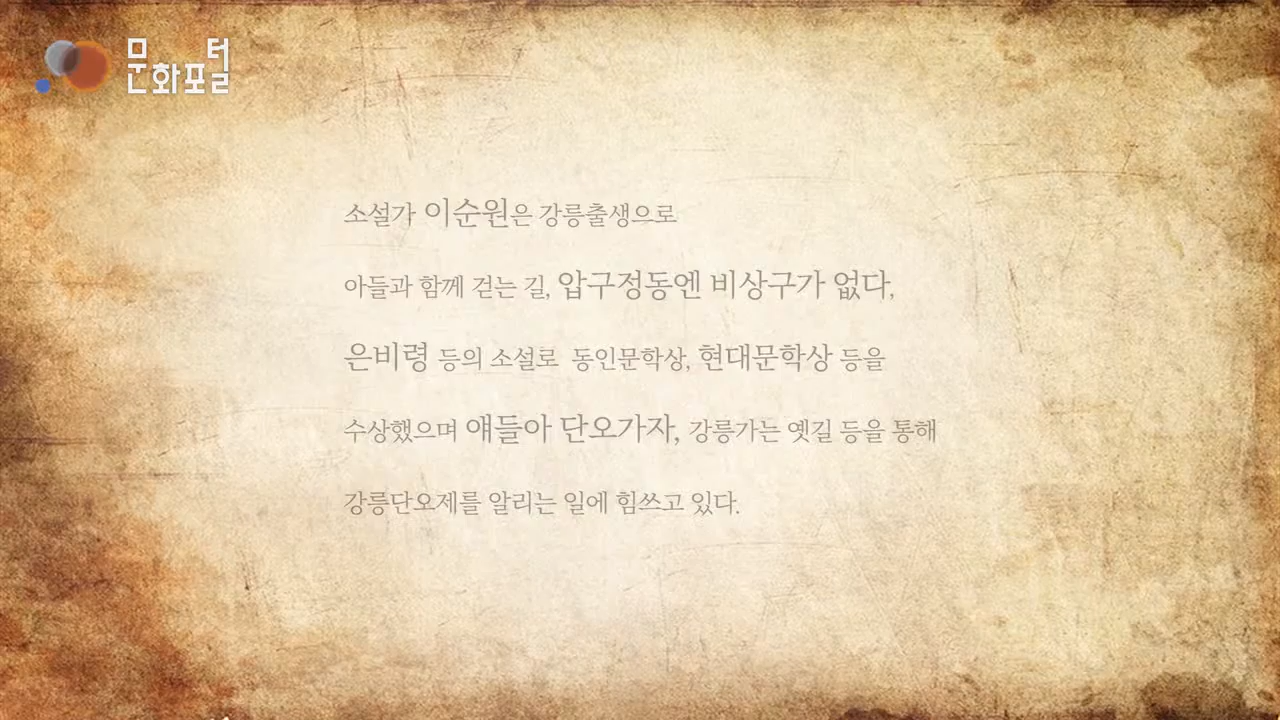 문화포털
소설가 이순원은 강릉출생으로
아들과 함께 걷는 길, 압구정동엔 비상구가 없다,
은비령 등의 소설로 동인문학상, 현대문학상 등을
수상했으며 얘들아 단오가자, 강릉가는 옛길 등을 통해
강릉단오제를 알리는 일에 힘쓰고 있다.